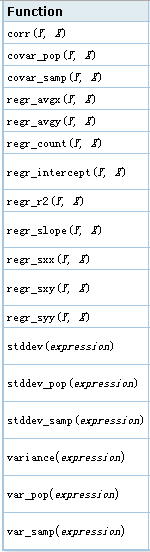 Function
corr(Y, X)
covar_pop(Y, X)
covar_samp(Y, X)
regr_avgx(Y, X)
regr_avgy(Y, X)
regr_count(Y, X)
regr_intercept(Y, X)
regr_r2(Y, X)
regr_slope(Y, X)
regr_sxx(Y, X)
regr_sxy(Y, X)
regr_syy(Y, X)
stddev(expression)
stddev_pop(expression)
stddev_samp(expression)
variance(expression)
var_pop(expression)
var_samp(expression)